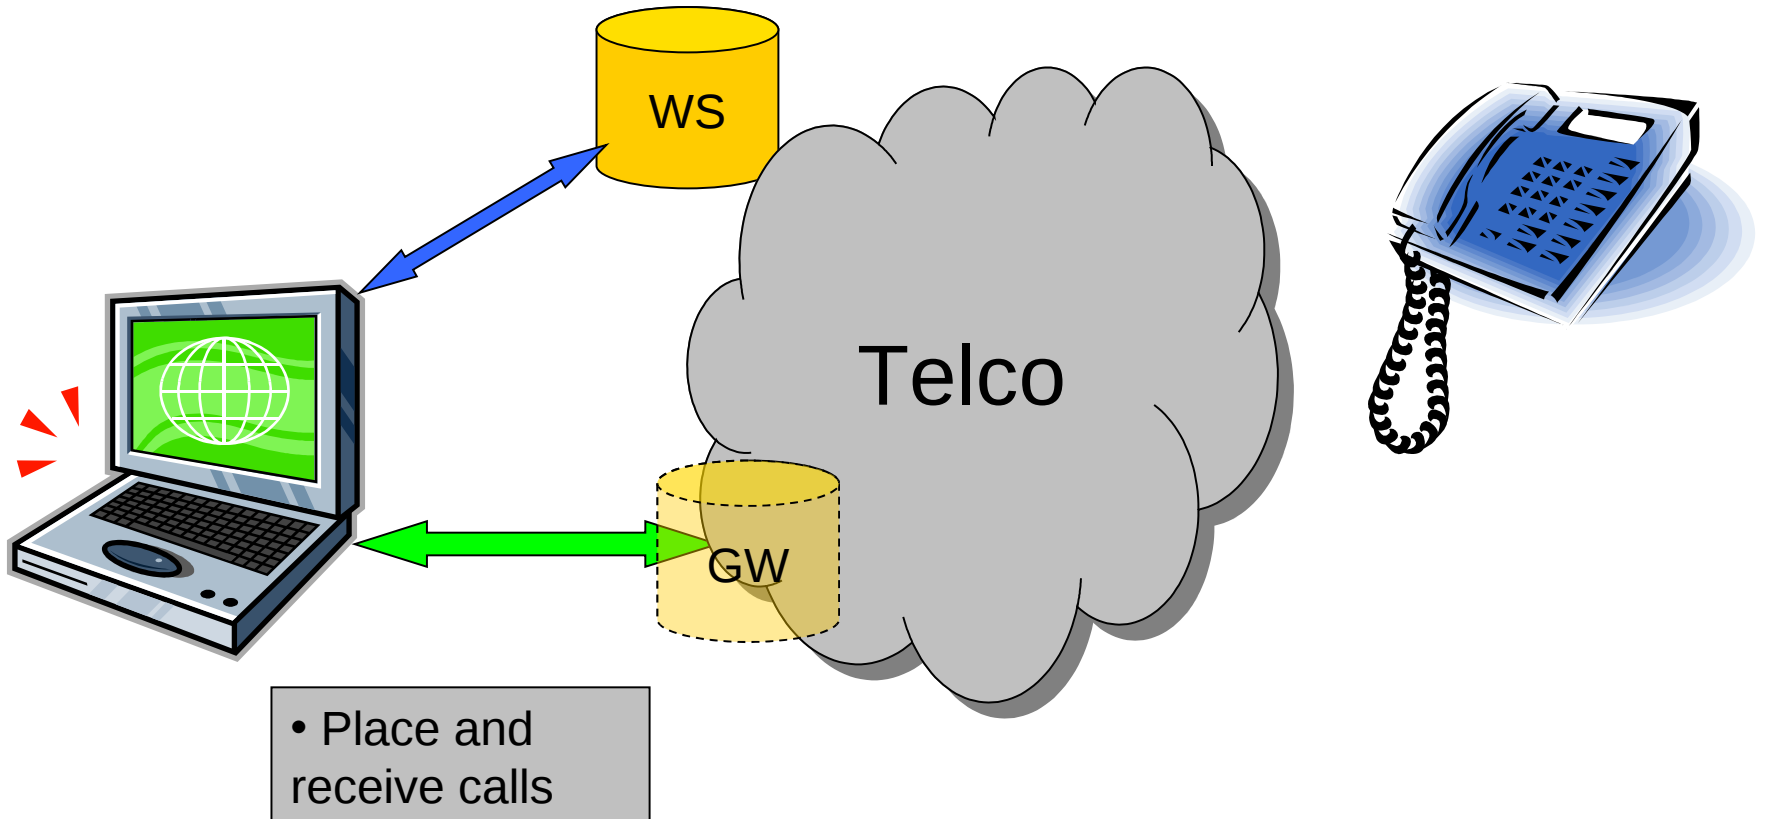 WS
Telco
GW
• Place and
receive calls